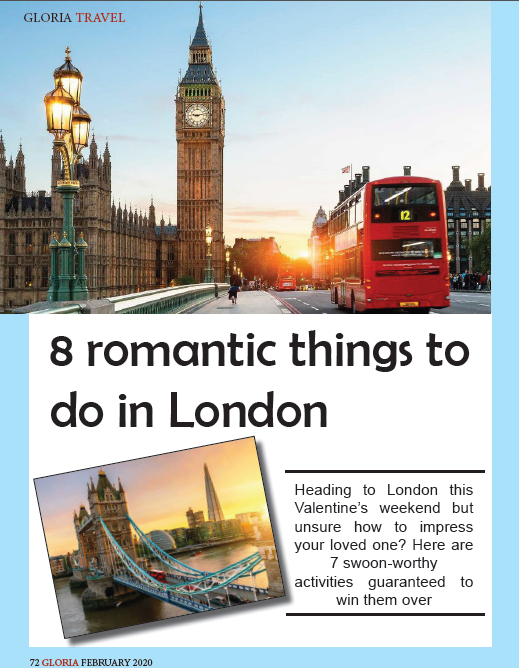 GLORIA TRAVEL
12
8 romantic things to
do in London
Heading to London this
Valentine’s weekend but
unsure how to impress
your loved one? Here are
7 swoon-worthy
activities guaranteed to
win them over
72 GLORIA FEBRUARY 2020